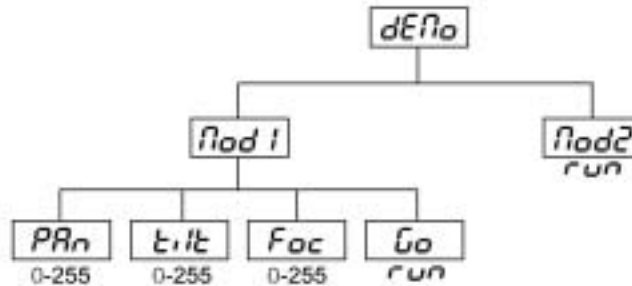 dEMo
Mod1 Mod2
run
PAn tilt Foc Go
0-255 0-255 0-255 run